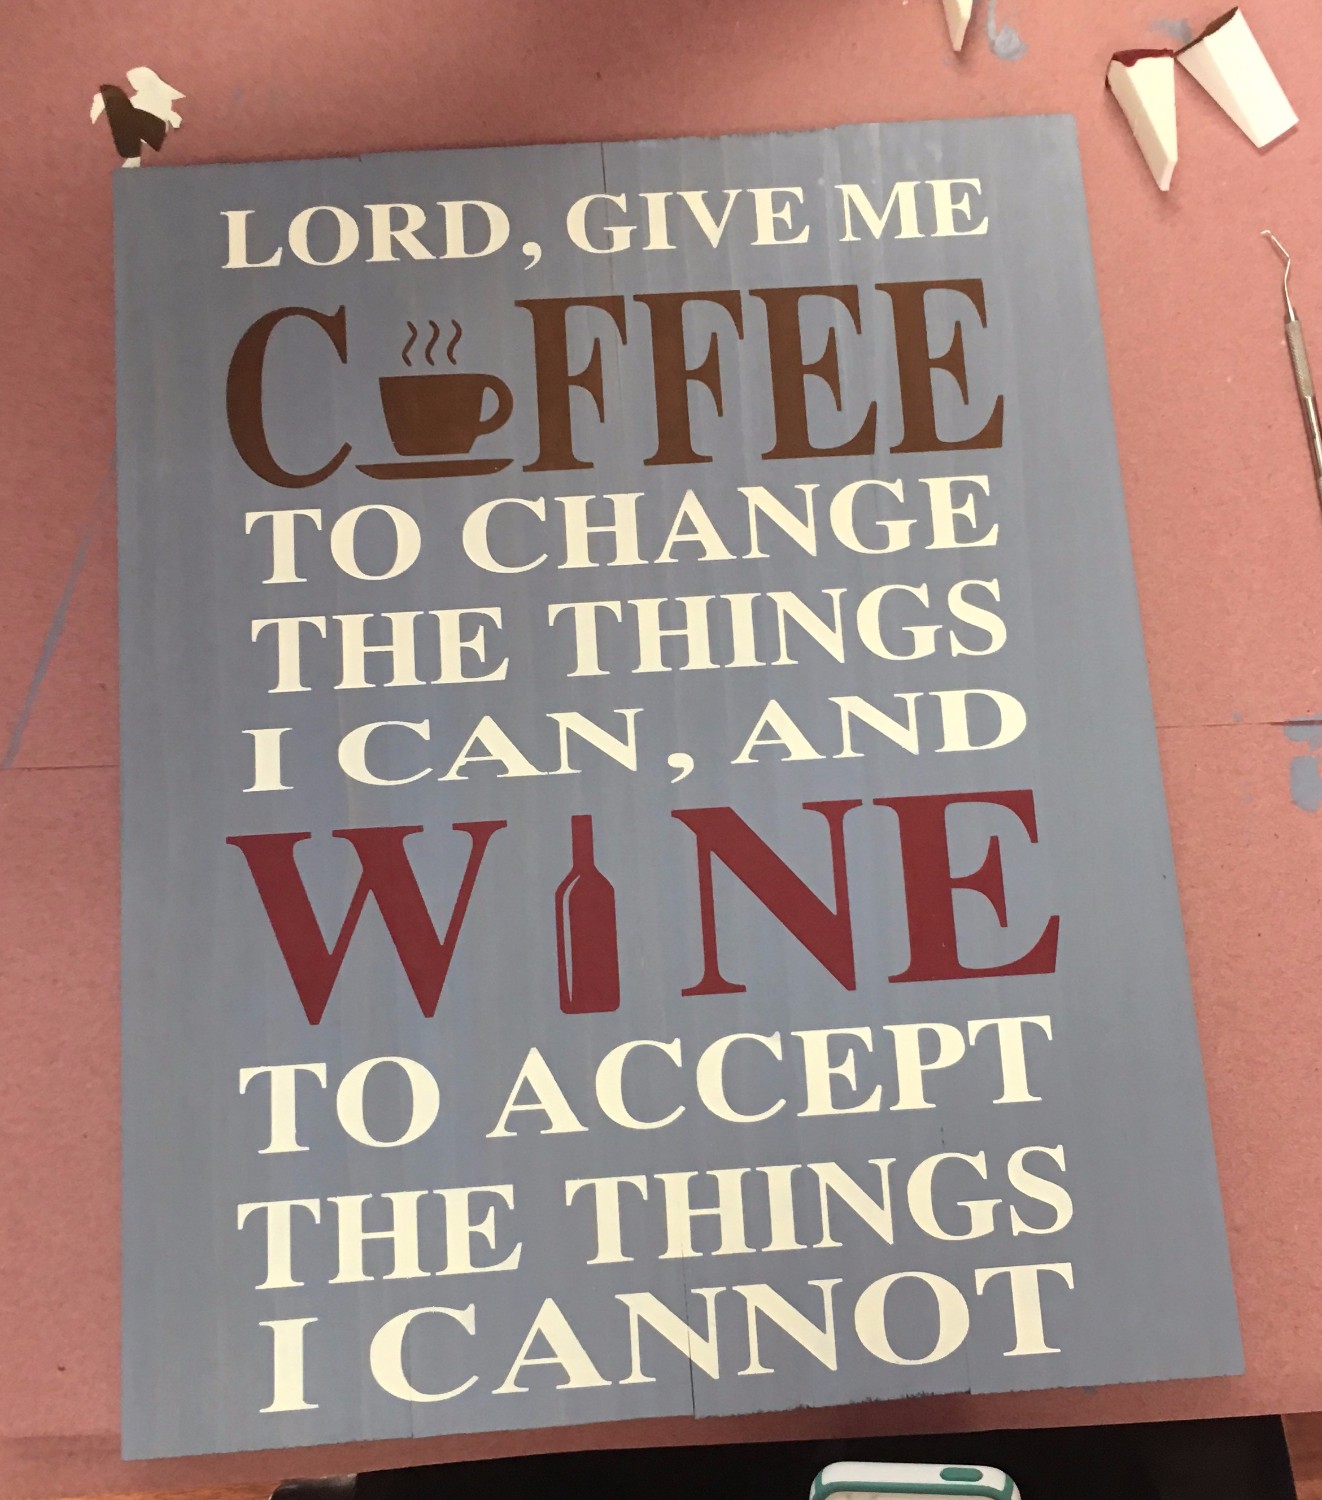 LORD, GIVE ME
COFFEE
TO CHANGE
THE THINGS
I CAN, AND
WINE
TO ACCEPT
THE THINGS
I CANNOT